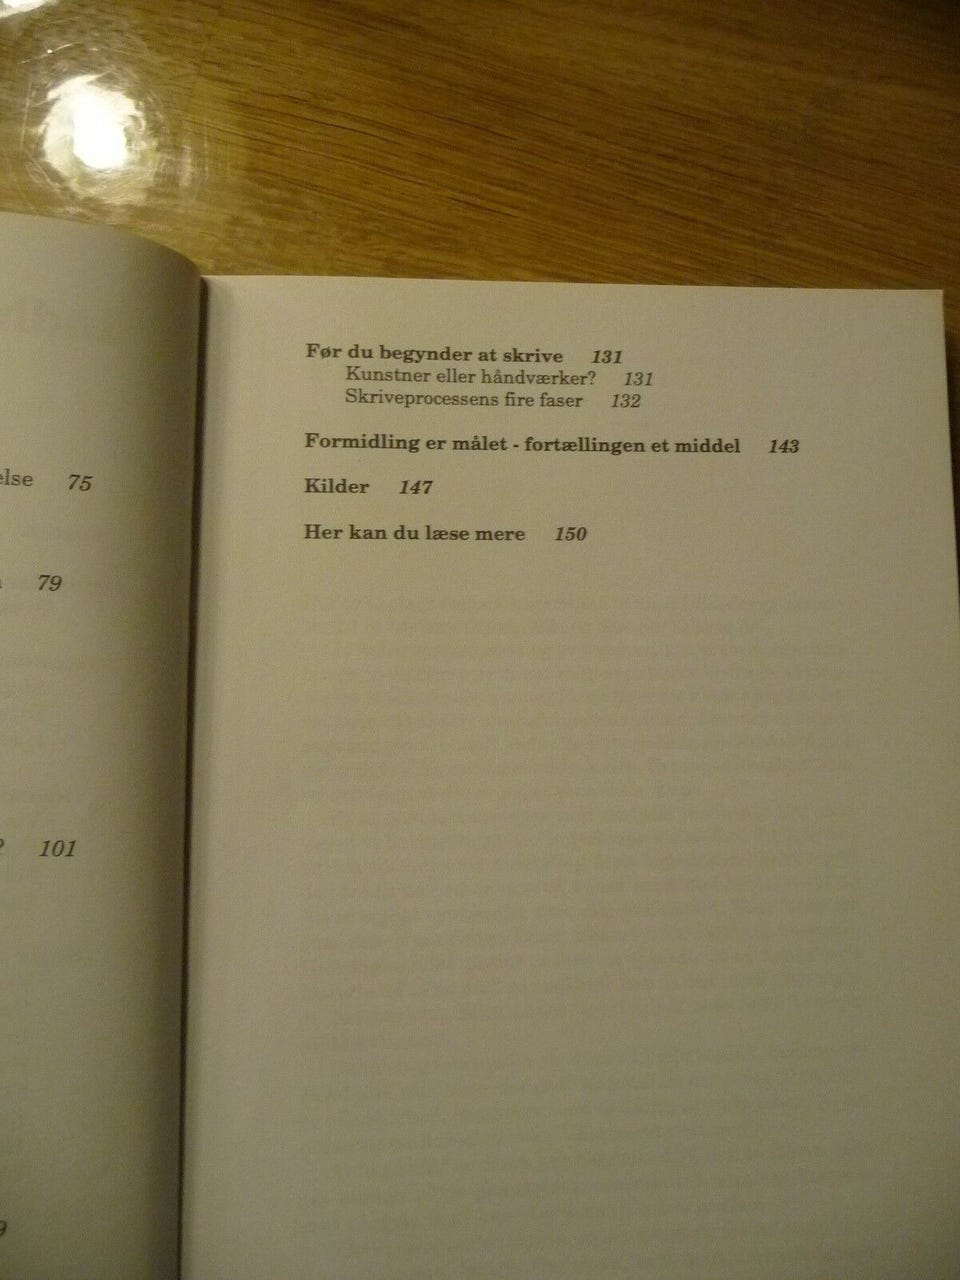 75
79
101
Før du begynder at skrive 131
Kunstner eller håndværker? 131
Skriveprocessens fire faser 132
Formidling er målet - fortællingen et middel 143
Kilder 147
Her kan du læse mere 150